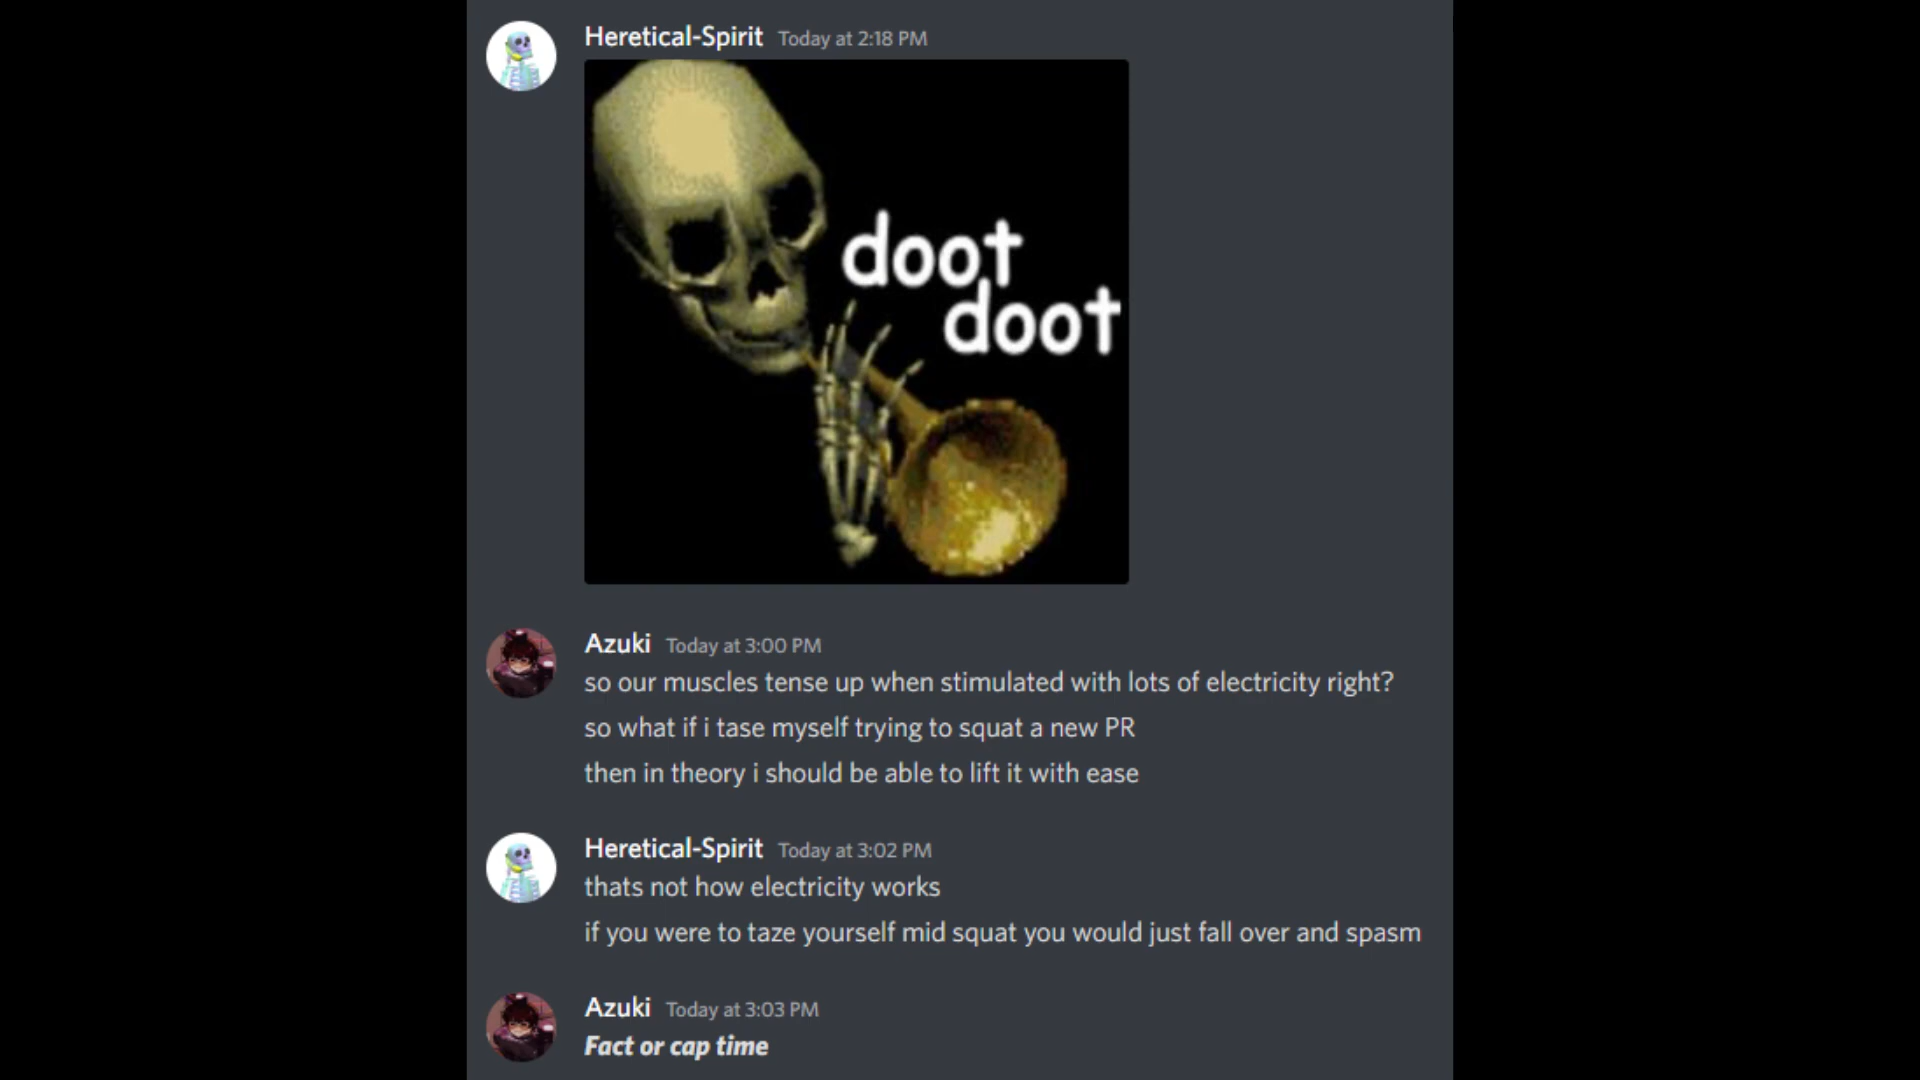 Heretical-Spirit Today at 2:18 PM
doot
doot
Azuki Today at 3:00 PM
so our muscles tense up when stimulated with lots of electricity right?
so what if i tase myself trying to squat a new PR
then in theory i should be able to lift it with ease
Heretical-Spirit Today at 3:02 PM
thats not how electricity works
if you were to taze yourself mid squat you would just fall over and spasm
Azuki Today at 3:03 PM
Fact or cap time